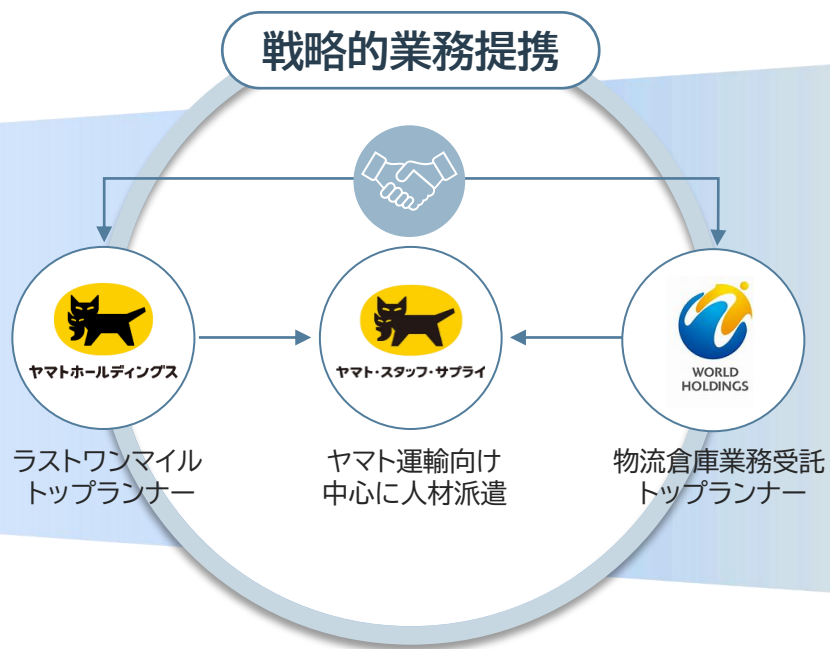 戦略的業務提携
ヤマトホールディングス
ヤマト・スタッフ・サプライ
WORLD
HOLDINGS
ラストワンマイル
トップランナー
ヤマト運輸向け
中心に人材派遣
物流倉庫業務受託
トップランナー